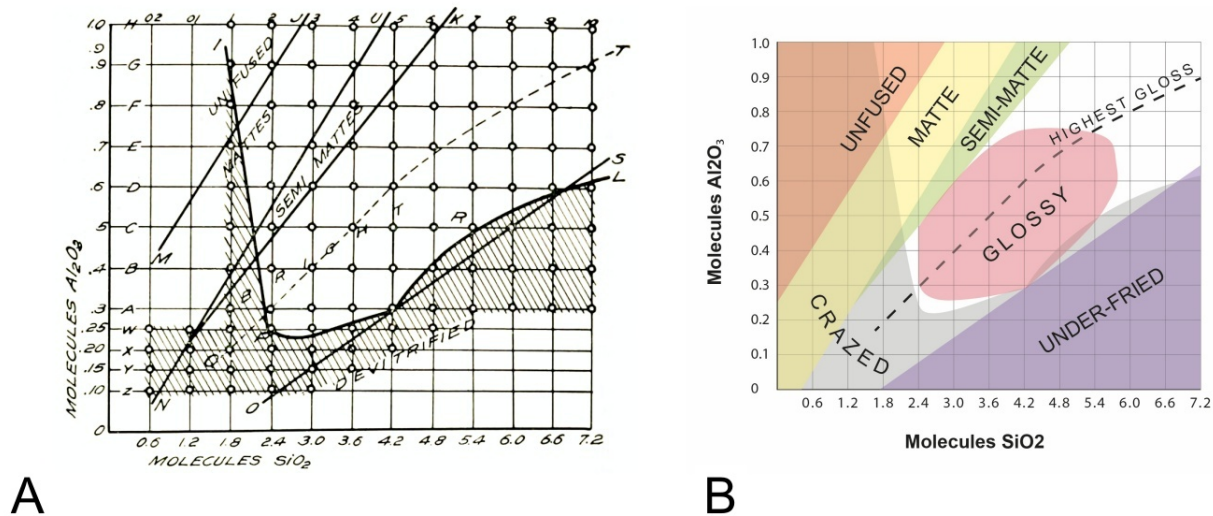 1.0 02 01 1 2 J 3 4 U 5 6 K 7 8 9 10
H
I
T
.9
.9 G
UNFUSED
.8 F
MATTES
SEMI MATTES
.7 E
S
.6 D
L
R
.5 C
M
.4 B
BRIGHT
.3 A
.25 W
.20 X
Q
.15 Y
DEVITRIFIED
.10 Z
N
O
0
0.6 1.2 1.8 2.4 3.0 3.6 4.2 4.8 5.4 6.0 6.6 7.2
MOLECULES SiO2
MOLECULES Al2O3
A
1.0
0.9
0.8
0.7
0.6
0.5
0.4
0.3
0.2
0.1
0
Molecules Al2O3
UNFUSED
MATTE
SEMI-MATTE
HIGHEST GLOSS
GLOSSY
CRAZED
UNDER-FRIED
0.6 1.2 1.8 2.4 3.0 3.6 4.2 4.8 5.4 6.0 6.6 7.2
Molecules SiO2
B